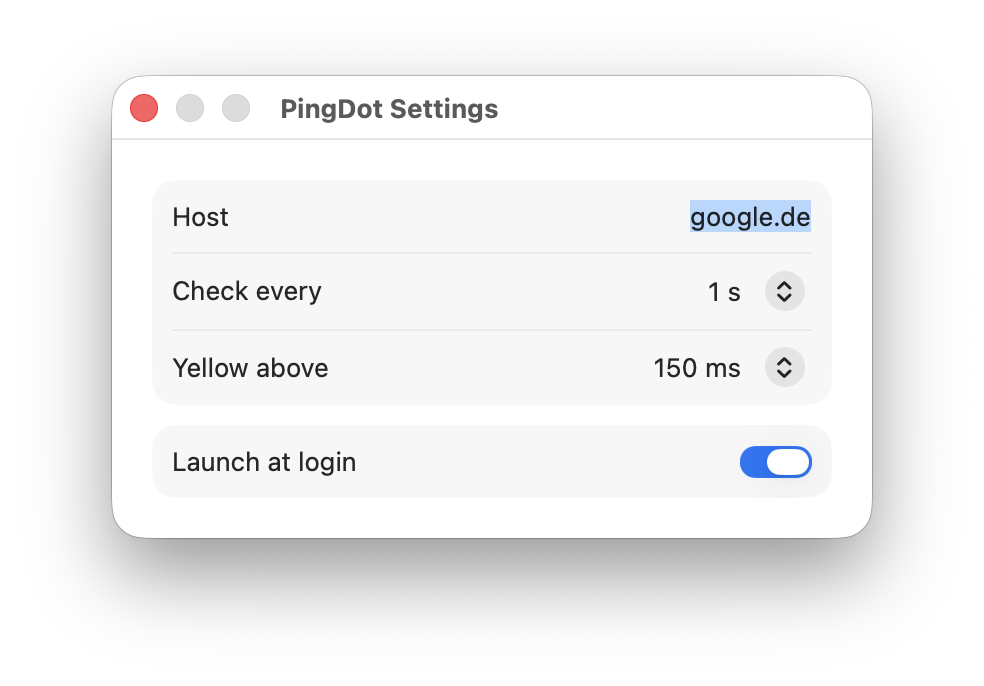 PingDot Settings
Host google.de
Check every 1 s
Yellow above 150 ms
Launch at login